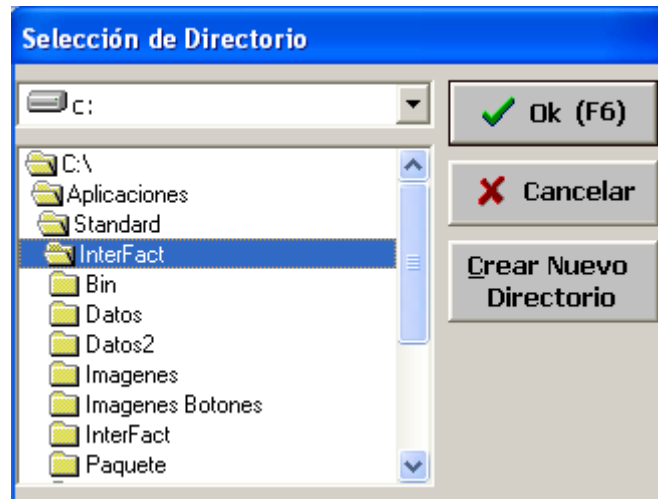 Selección de Directorio
c:
Ok (F6)
C:\
Aplicaciones
Cancelar
Standard
InterFact
Crear Nuevo
Directorio
Bin
Datos
Datos2
Imagenes
Imagenes Botones
InterFact
Paquete